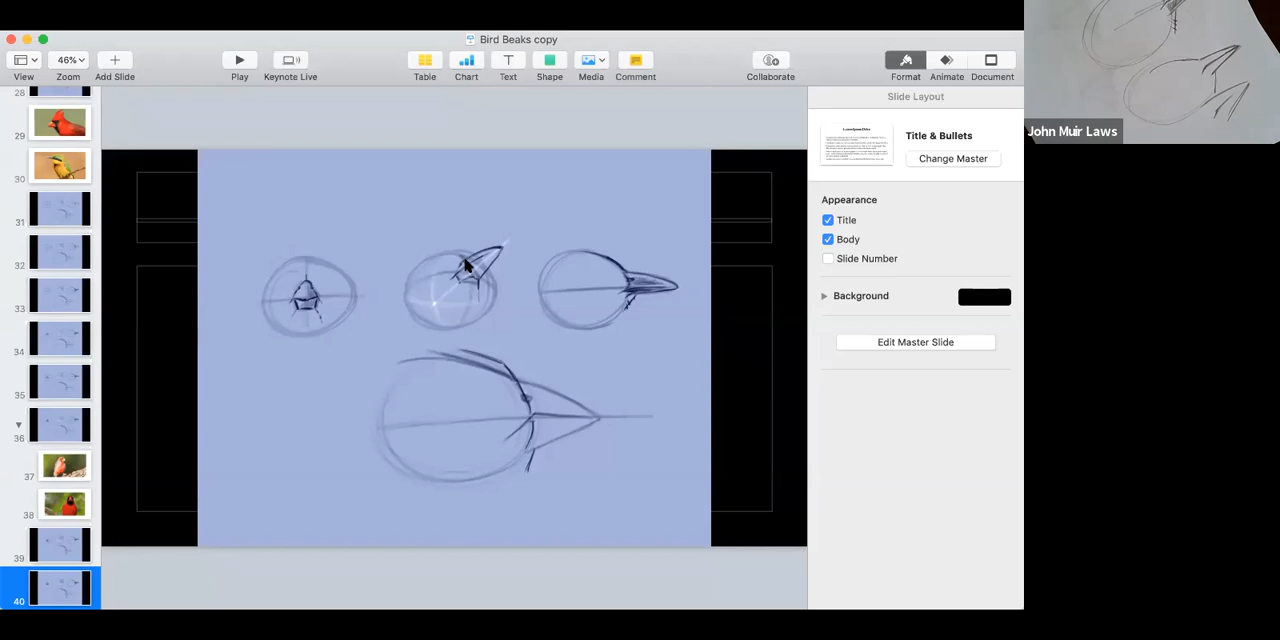 Bird Beaks copy
46%
View
Zoom
Add Slide
Play
Keynote Live
Table
Chart
Text
Shape
Media
Comment
Collaborate
Format
Animate
Document
28
29
30
31
32
33
34
35
36
37
38
39
40
Slide Layout
Title & Bullets
Change Master
Appearance
Title
Body
Slide Number
Background
Edit Master Slide
John Muir Laws